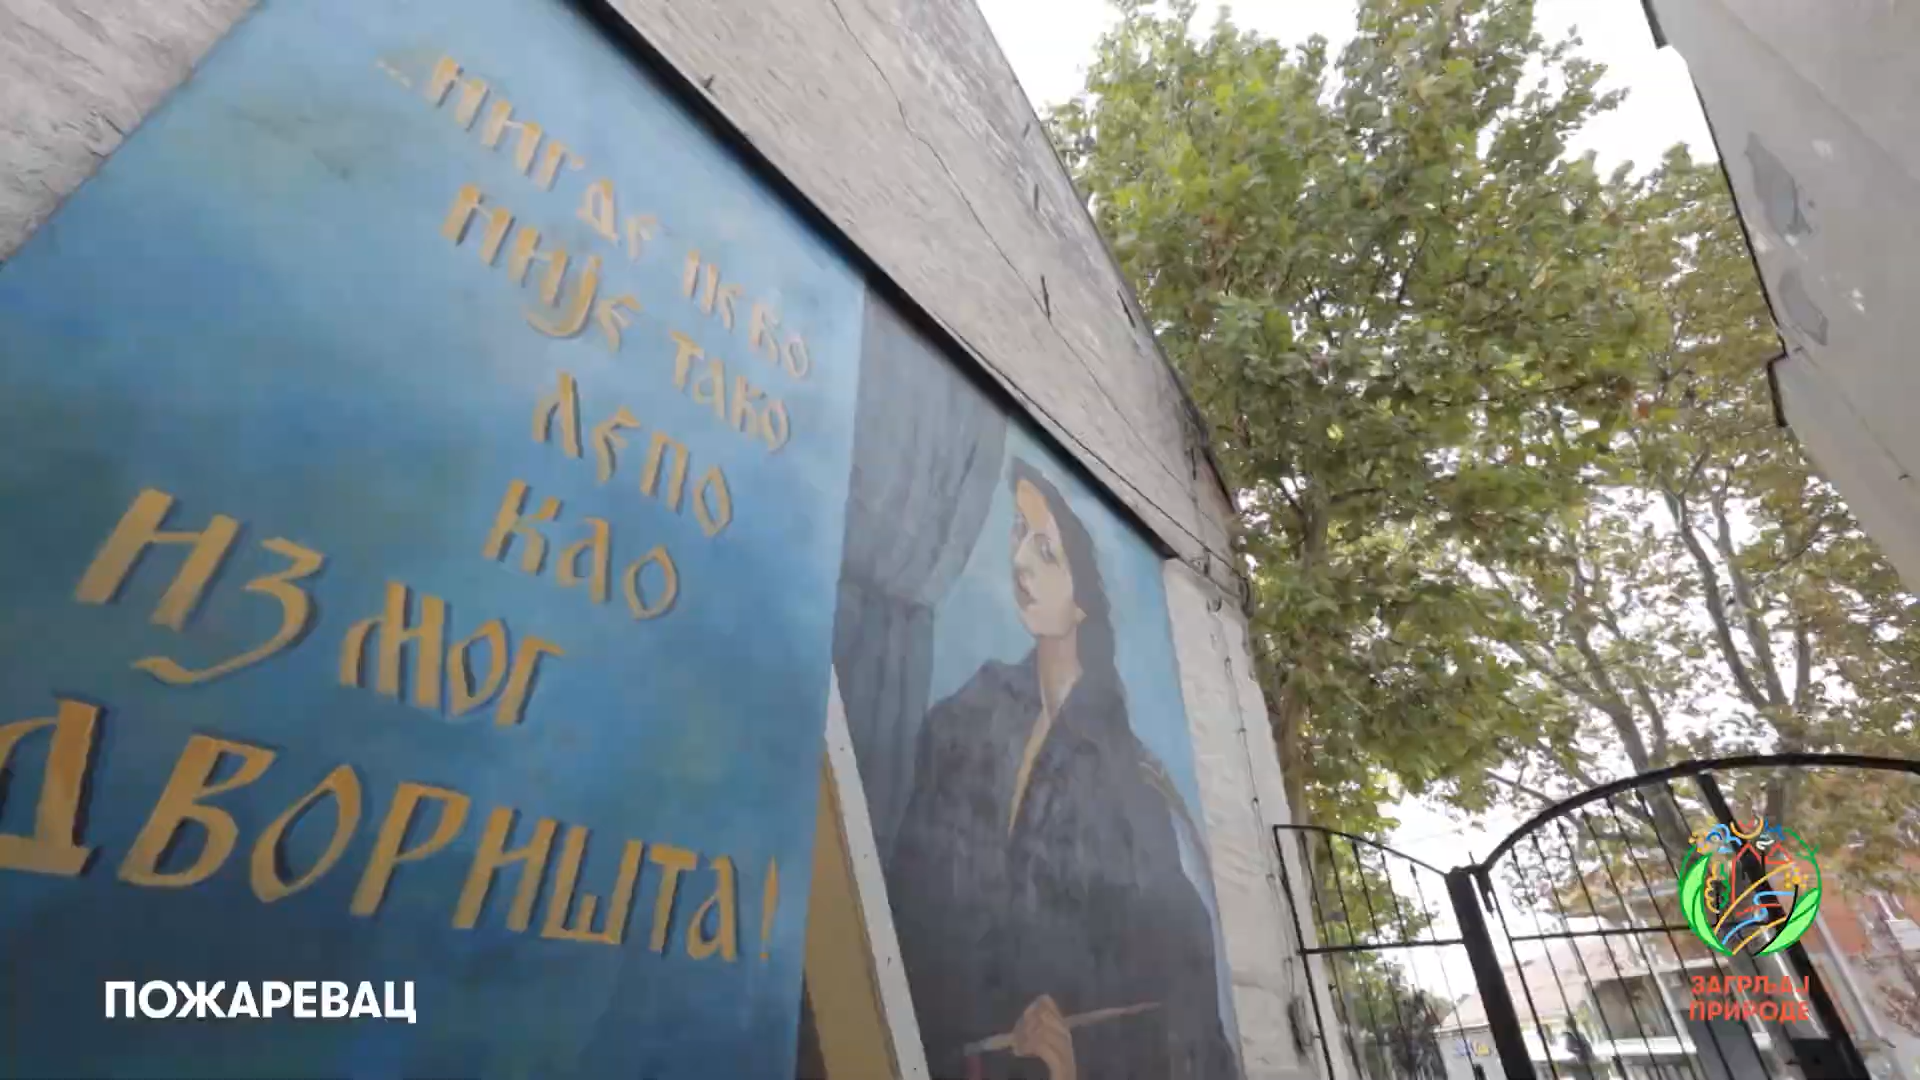 ...НИГДЕ НЕБО
НИЈЕ ТАКО
ЛЕПО
КАО
ИЗ МОГ
ДВОРИШТА!
ПОЖАРЕВАЦ
ЗАГРЉАЈ
ПРИРОДЕ